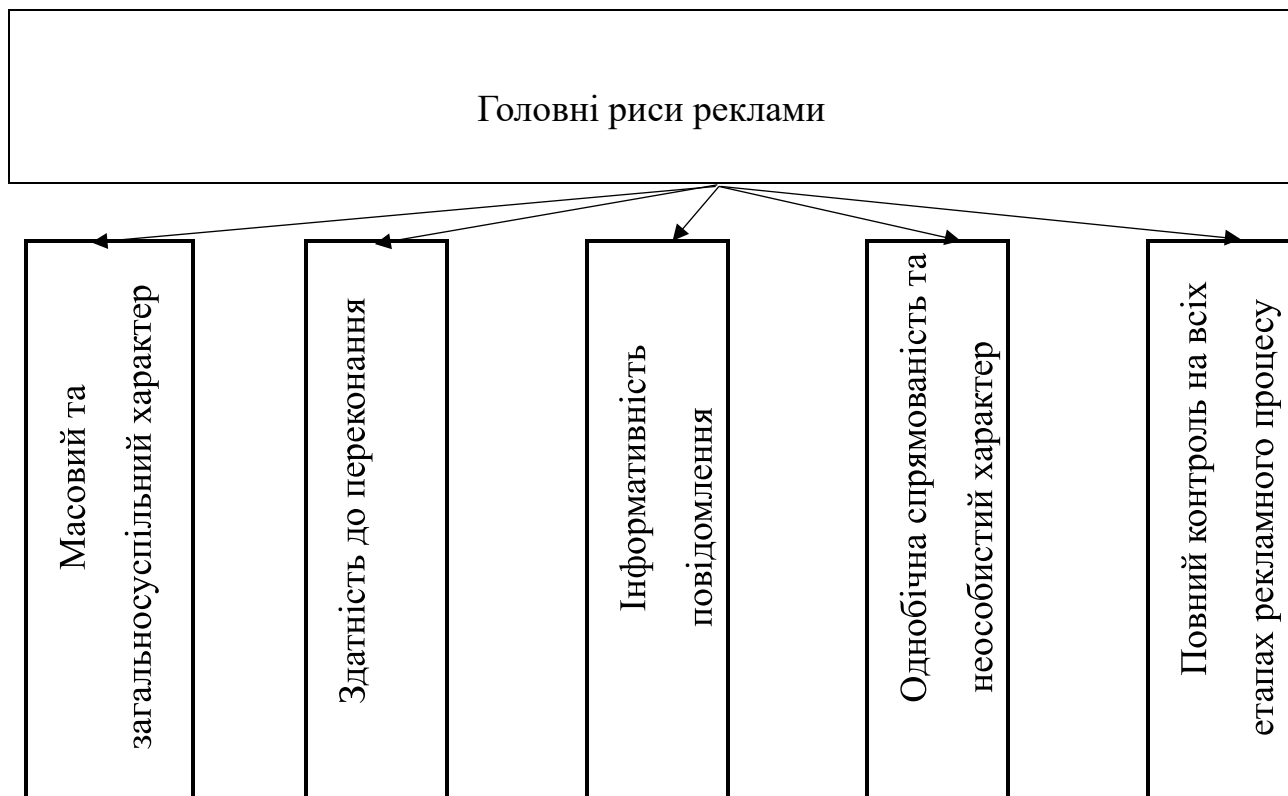 Головні риси реклами
Масовий та
загальносуспільний характер
Здатність до переконання
Інформативність
повідомлення
Однобічна спрямованість та
неособистий характер
Повний контроль на всіх
етапах рекламного процесу